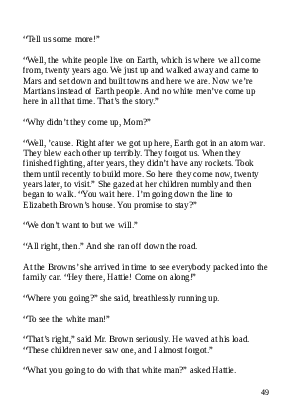 “Tell us some more!”
“Well, the white people live on Earth, which is where we all come
from, twenty years ago. We just up and walked away and came to
Mars and set down and built towns and here we are. Now we’re
Martians instead of Earth people. And no white men’ve come up
here in all that time. That’s the story.”
“Why didn’t they come up, Mom?”
“Well, ’cause. Right after we got up here, Earth got in an atom war.
They blew each other up terribly. They forgot us. When they
finished fighting, after years, they didn’t have any rockets. Took
them until recently to build more. So here they come now, twenty
years later, to visit.” She gazed at her children numbly and then
began to walk. “You wait here. I’m going down the line to
Elizabeth Brown’s house. You promise to stay?”
“We don’t want to but we will.”
“All right, then.” And she ran off down the road.
At the Browns’ she arrived in time to see everybody packed into the
family car. “Hey there, Hattie! Come on along!”
“Where you going?” she said, breathlessly running up.
“To see the white man!”
“That’s right,” said Mr. Brown seriously. He waved at his load.
“These children never saw one, and I almost forgot.”
“What you going to do with that white man?” asked Hattie.
49